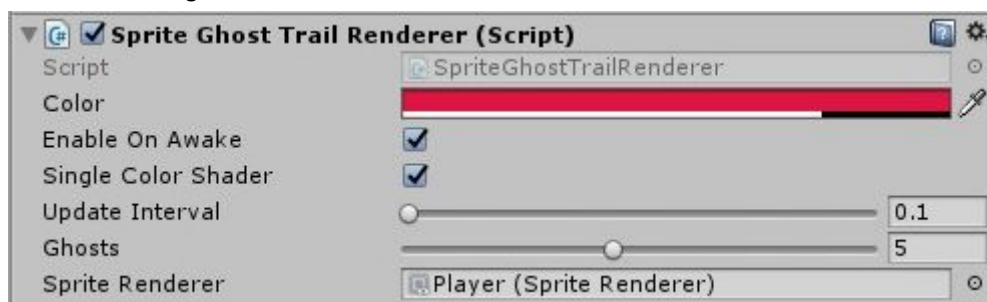 Sprite Ghost Trail Renderer (Script)
Script SpriteGhostTrailRenderer
Color
Enable On Awake
Single Color Shader
Update Interval 0.1
Ghosts 5
Sprite Renderer Player (Sprite Renderer)